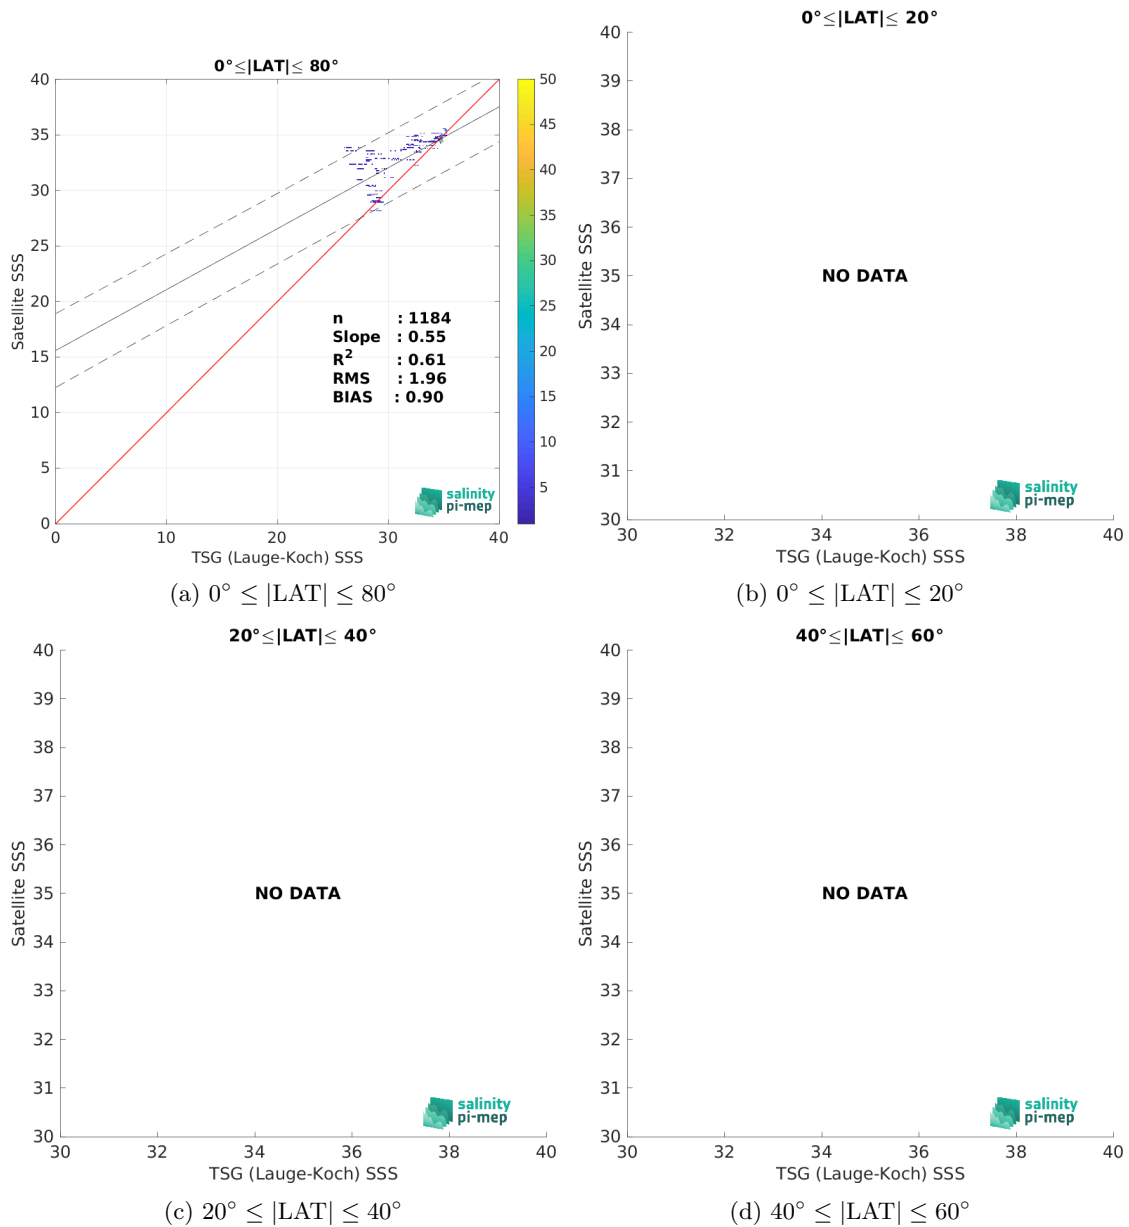 0°≤|LAT|≤ 80°
40
35
30
25
20
15
10
5
0
Satellite SSS
n : 1184
Slope : 0.55
R² : 0.61
RMS : 1.96
BIAS : 0.90
salinity
pi-mep
0 10 20 30 40
TSG (Lauge-Koch) SSS
50
45
40
35
30
25
20
15
10
5
(a) 0° ≤ |LAT| ≤ 80°
0°≤|LAT|≤ 20°
40
39
38
37
36
35
34
33
32
31
30
Satellite SSS
NO DATA
salinity
pi-mep
30 32 34 36 38 40
TSG (Lauge-Koch) SSS
(b) 0° ≤ |LAT| ≤ 20°
20°≤|LAT|≤ 40°
40
39
38
37
36
35
34
33
32
31
30
Satellite SSS
NO DATA
salinity
pi-mep
30 32 34 36 38 40
TSG (Lauge-Koch) SSS
(c) 20° ≤ |LAT| ≤ 40°
40°≤|LAT|≤ 60°
40
39
38
37
36
35
34
33
32
31
30
Satellite SSS
NO DATA
salinity
pi-mep
30 32 34 36 38 40
TSG (Lauge-Koch) SSS
(d) 40° ≤ |LAT| ≤ 60°